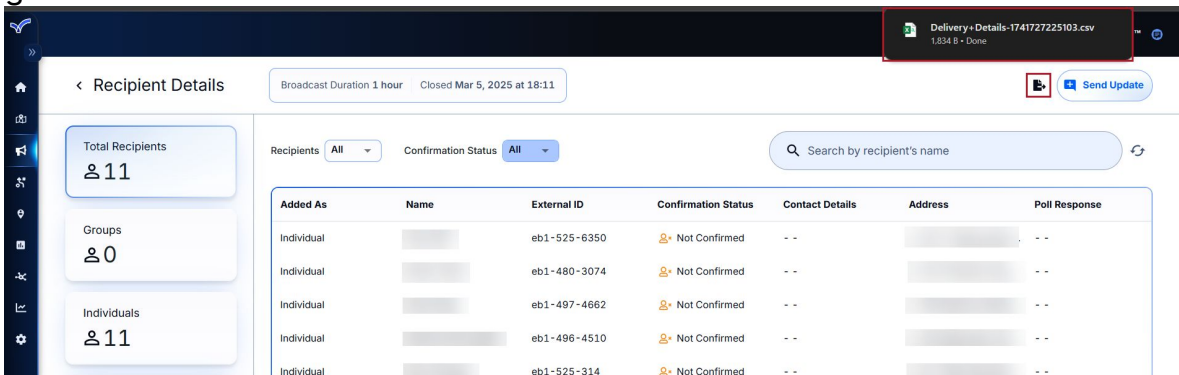 Delivery+Details-1741727225103.csv
1,834 B • Done
™
»
< Recipient Details
Broadcast Duration 1 hour Closed Mar 5, 2025 at 18:11
Send Update
Total Recipients
11
Groups
0
Individuals
11
Recipients All Confirmation Status All
Search by recipient's name
Added As Name External ID Confirmation Status Contact Details Address Poll Response
Individual eb1-525-6350 Not Confirmed - - - -
Individual eb1-480-3074 Not Confirmed - - - -
Individual eb1-497-4662 Not Confirmed - - - -
Individual eb1-496-4510 Not Confirmed - - - -
Individual eb1-525-314 Not Confirmed - - - -